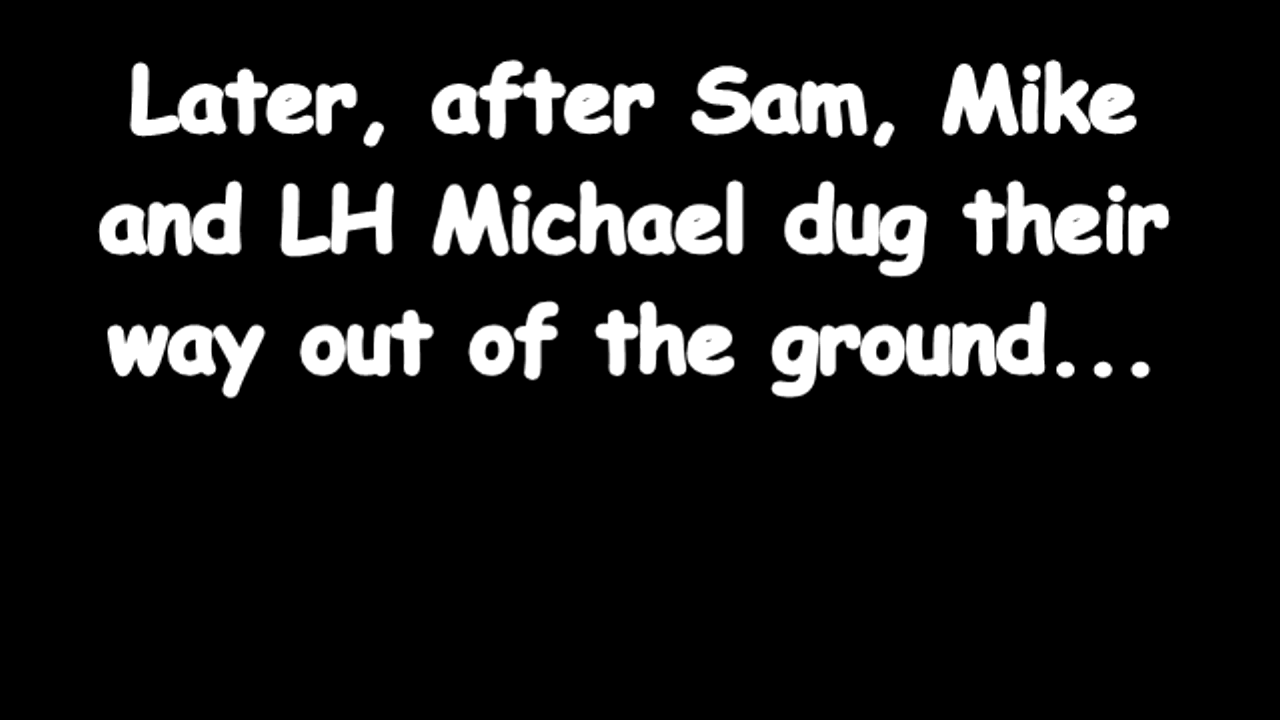 Later, after Sam, Mike
and LH Michael dug their
way out of the ground...